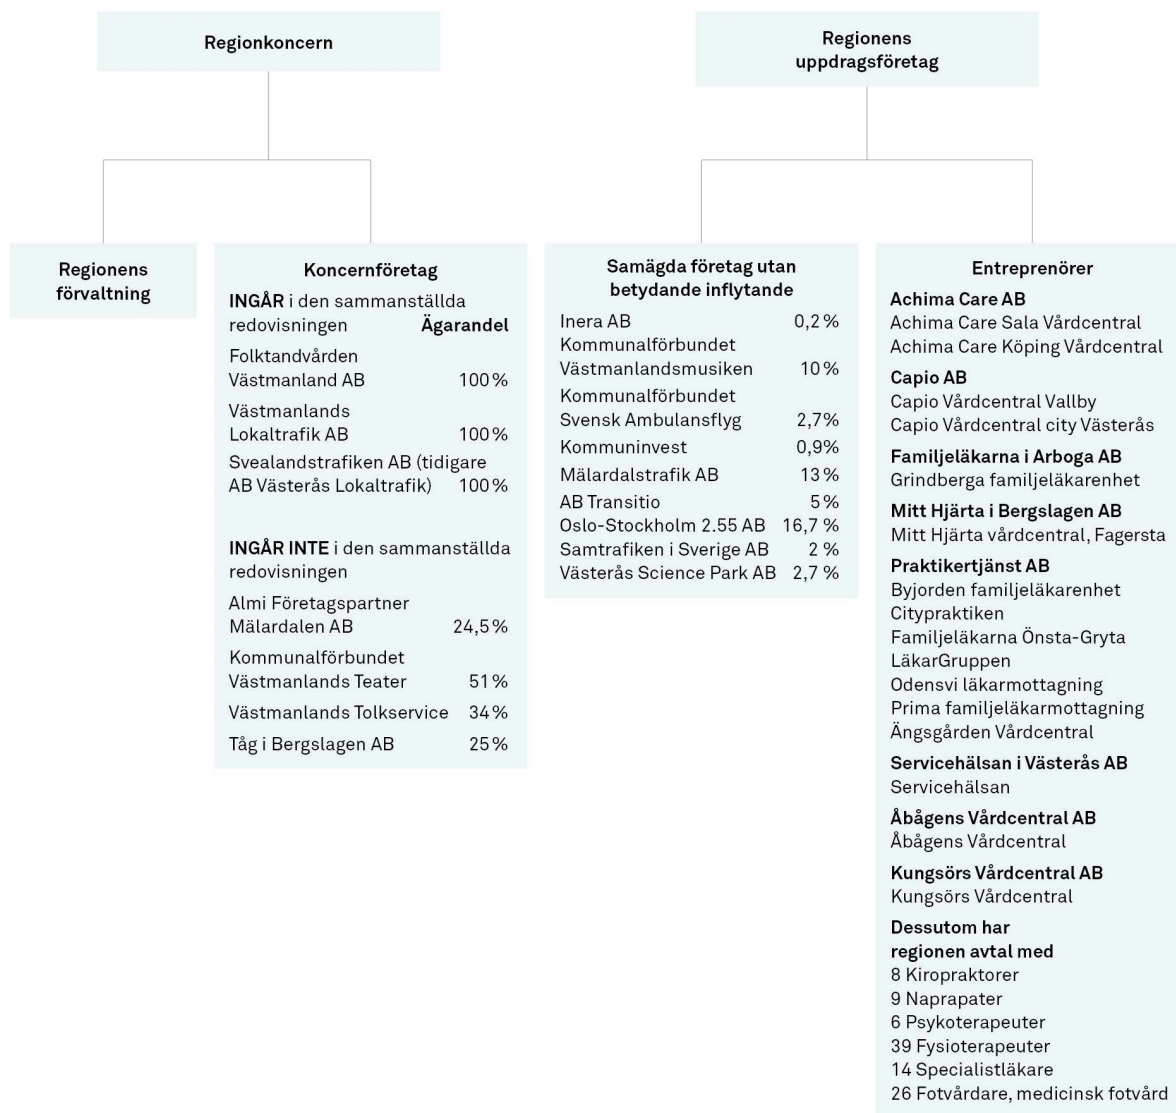 Regionkoncern
Regionens
uppdragsföretag
Regionens
förvaltning
Koncernföretag
INGÅR i den sammanställda
redovisningen Ägarandel
Folktandvården
Västmanland AB 100 %
Västmanlands
Lokaltrafik AB 100 %
Svealandstrafiken AB (tidigare
AB Västerås Lokaltrafik) 100 %
INGÅR INTE i den sammanställda
redovisningen
Almi Företagspartner
Mälardalen AB 24,5 %
Kommunalförbundet
Västmanlands Teater 51 %
Västmanlands Tolkservice 34 %
Tåg i Bergslagen AB 25 %
Samägda företag utan
betydande inflytande
Inera AB 0,2 %
Kommunalförbundet
Västmanlandsmusiken 10 %
Kommunalförbundet
Svensk Ambulansflyg 2,7%
Kommuninvest 0,9%
Mälardalstrafik AB 13 %
AB Transitio 5 %
Oslo-Stockholm 2.55 AB 16,7 %
Samtrafiken i Sverige AB 2 %
Västerås Science Park AB 2,7 %
Entreprenörer
Achima Care AB
Achima Care Sala Vårdcentral
Achima Care Köping Vårdcentral
Capio AB
Capio Vårdcentral Vallby
Capio Vårdcentral city Västerås
Familjeläkarna i Arboga AB
Grindberga familjeläkarenhet
Mitt Hjärta i Bergslagen AB
Mitt Hjärta vårdcentral, Fagersta
Praktikertjänst AB
Byjorden familjeläkarenhet
Citypraktiken
Familjeläkarna Önsta-Gryta
LäkarGruppen
Odensvi läkarmottagning
Prima familjeläkarmottagning
Ängsgården Vårdcentral
Servicehälsan i Västerås AB
Servicehälsan
Åbågens Vårdcentral AB
Åbågens Vårdcentral
Kungsörs Vårdcentral AB
Kungsörs Vårdcentral
Dessutom har
regionen avtal med
8 Kiropraktorer
9 Naprapater
6 Psykoterapeuter
39 Fysioterapeuter
14 Specialistläkare
26 Fotvårdare, medicinsk fotvård